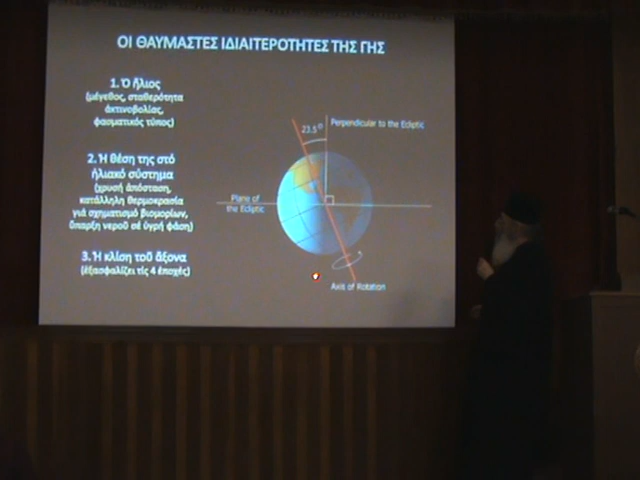 ΟΙ ΘΑΥΜΑΣΤΕΣ ΙΔΙΑΙΤΕΡΟΤΗΤΕΣ ΤΗΣ ΓΗΣ
1. Ὁ ἥλιος
(μέγεθος, σταθερότητα
ἀκτινοβολίας,
φασματικός τύπος)
2. Ἡ θέση της στό
ἡλιακό σύστημα
(χρυσή ἀπόσταση,
κατάλληλη θερμοκρασία
γιά σχηματισμό βιομορίων,
ὕπαρξη νεροῦ σέ ὑγρή φάση)
3. Ἡ κλίση τοῦ ἄξονα
(ἐξασφαλίζει τίς 4 ἐποχές)
23.5°
Perpendicular to the Ecliptic
Plane of
the Ecliptic
Axis of Rotation